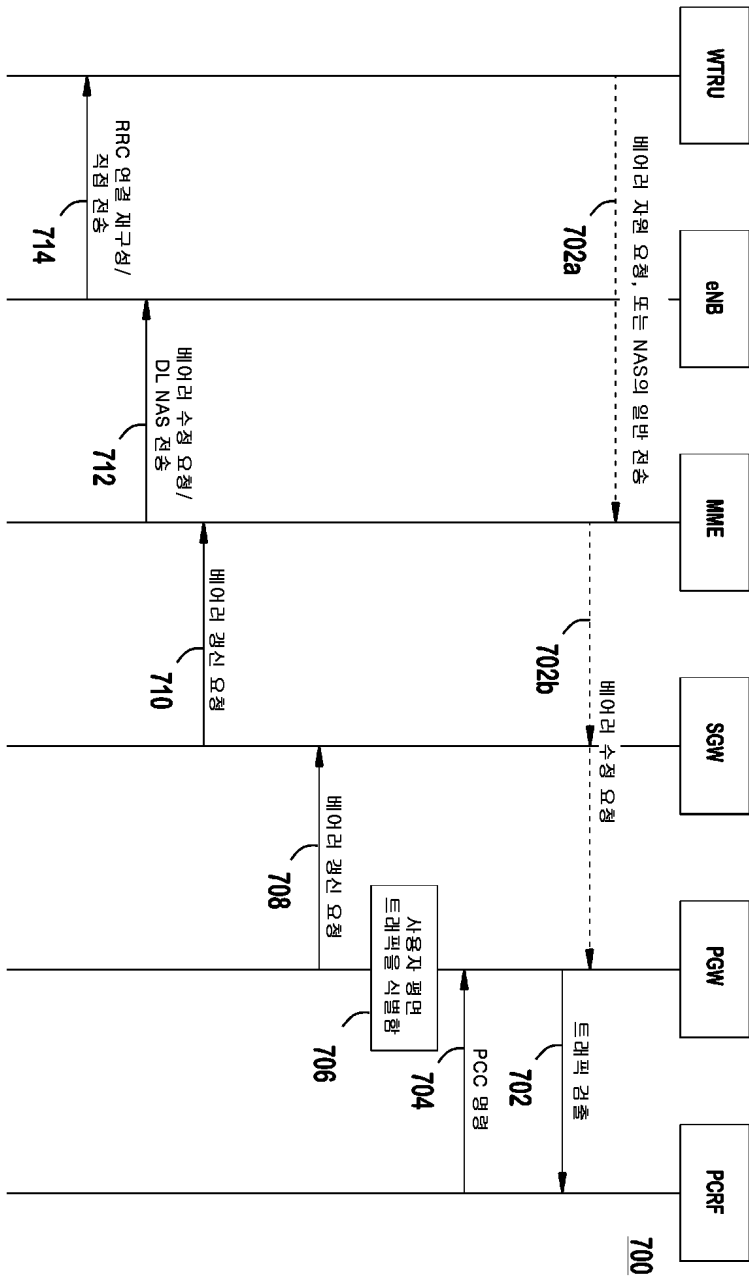 700
WTRU
eNB
MME
SGW
PGW
PCRF
베어러 자원 요청, 또는 NAS의 일반 전송
702a
베어러 수정 요청
702b
트래픽 검출
702
PCC 명령
704
사용자 평면
트래픽을 식별함
706
베어러 갱신 요청
708
베어러 갱신 요청
710
베어러 수정 요청/
DL NAS 전송
712
RRC 연결 재구성/
직접 전송
714